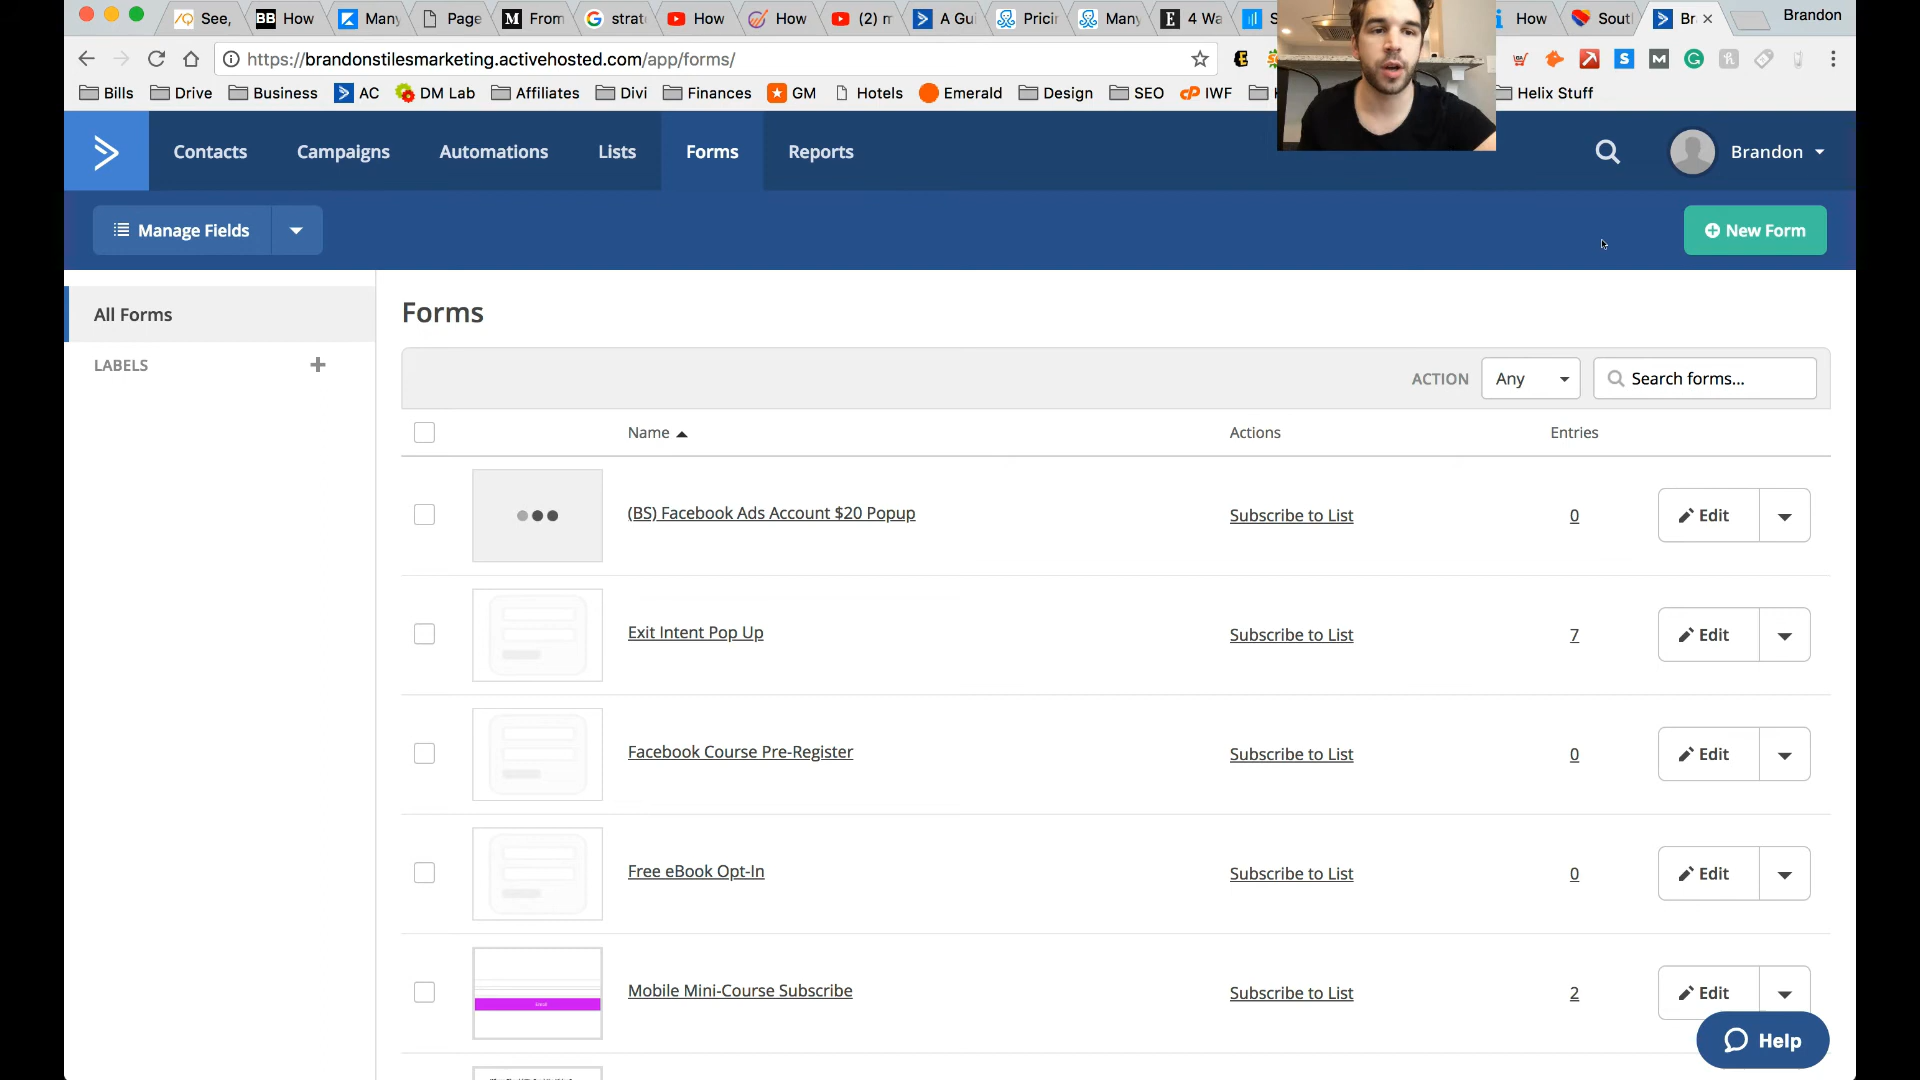 See,
BB How
Many
Page
M From
G strat
How
How
(2) m
A Gui
Prici
Many
E 4 Wa
S
How
Sout
Br
Brandon
https://brandonstilesmarketing.activehosted.com/app/forms/
Bills
Drive
Business
AC
DM Lab
Affiliates
Divi
Finances
GM
Hotels
Emerald
Design
SEO
IWF
Helix Stuff
Contacts
Campaigns
Automations
Lists
Forms
Reports
Brandon
Manage Fields
New Form
All Forms
LABELS
Forms
ACTION
Any
Search forms...
Name
Actions
Entries
(BS) Facebook Ads Account $20 Popup
Subscribe to List
0
Edit
Exit Intent Pop Up
Subscribe to List
7
Edit
Facebook Course Pre-Register
Subscribe to List
0
Edit
Free eBook Opt-In
Subscribe to List
0
Edit
Mobile Mini-Course Subscribe
Subscribe to List
2
Edit
Help